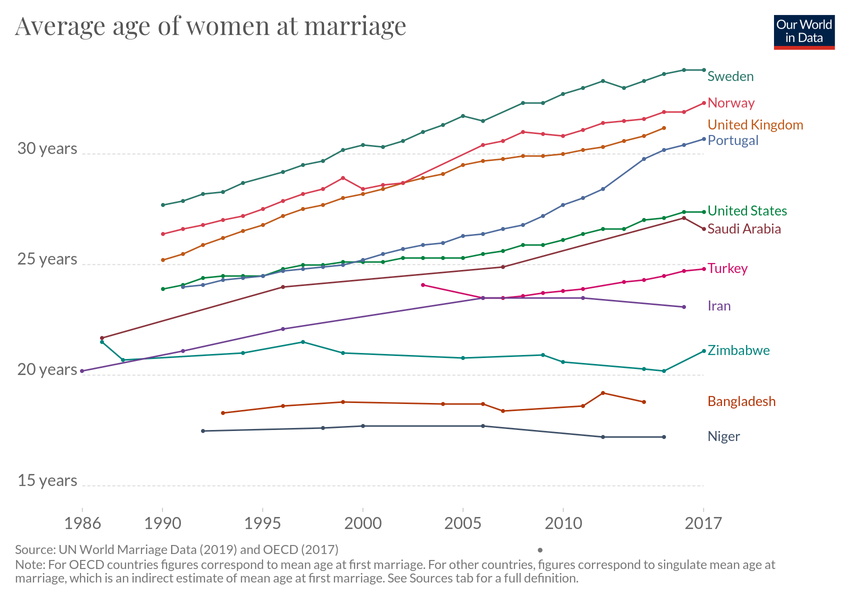 Average age of women at marriage
Our World
in Data
Sweden
Norway
United Kingdom
Portugal
30 years
United States
Saudi Arabia
25 years
Turkey
Iran
Zimbabwe
20 years
Bangladesh
Niger
15 years
1986 1990 1995 2000 2005 2010 2017
Source: UN World Marriage Data (2019) and OECD (2017)
Note: For OECD countries figures correspond to mean age at first marriage. For other countries, figures correspond to singulate mean age at
marriage, which is an indirect estimate of mean age at first marriage. See Sources tab for a full definition.